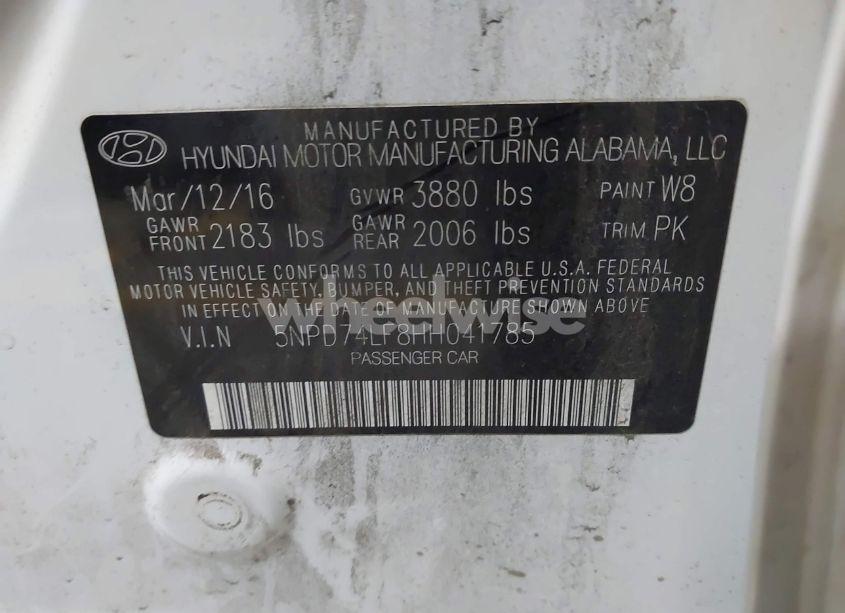 MANUFACTURED BY
HYUNDAI MOTOR MANUFACTURING ALABAMA, LLC
Mar/12/16 GVWR 3880 lbs PAINT W8
GAWR FRONT 2183 lbs GAWR REAR 2006 lbs TRIM PK
THIS VEHICLE CONFORMS TO ALL APPLICABLE U.S.A. FEDERAL
MOTOR VEHICLE SAFETY, BUMPER, AND THEFT PREVENTION STANDARDS
IN EFFECT ON THE DATE OF MANUFACTURE SHOWN ABOVE
wheelwise
V.I.N 5NPD74LF8HH041785
PASSENGER CAR